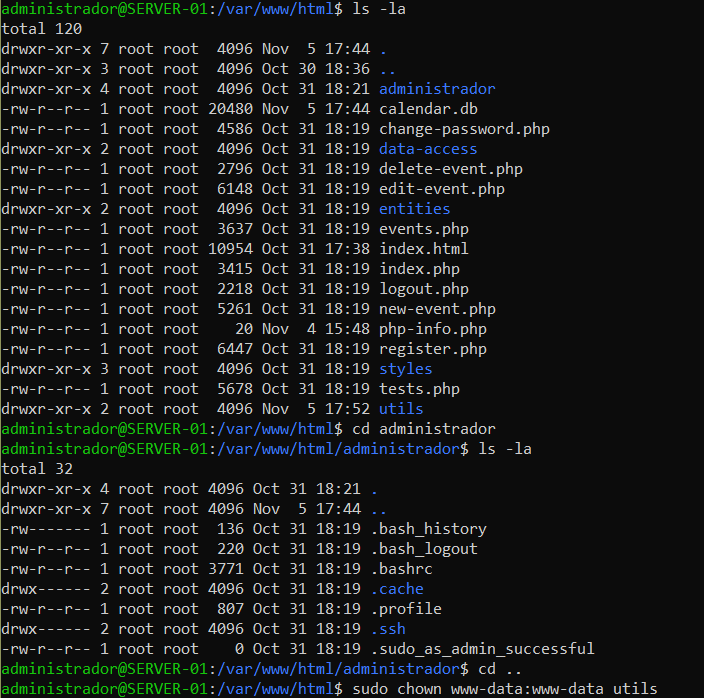 administrador@SERVER-01:/var/www/html$ ls -la
total 120
drwxr-xr-x 7 root root  4096 Nov  5 17:44 .
drwxr-xr-x 3 root root  4096 Oct 30 18:36 ..
drwxr-xr-x 4 root root  4096 Oct 31 18:21 administrador
-rw-r--r-- 1 root root 20480 Nov  5 17:44 calendar.db
-rw-r--r-- 1 root root  4586 Oct 31 18:19 change-password.php
drwxr-xr-x 2 root root  4096 Oct 31 18:19 data-access
-rw-r--r-- 1 root root  2796 Oct 31 18:19 delete-event.php
-rw-r--r-- 1 root root  6148 Oct 31 18:19 edit-event.php
drwxr-xr-x 2 root root  4096 Oct 31 18:19 entities
-rw-r--r-- 1 root root  3637 Oct 31 18:19 events.php
-rw-r--r-- 1 root root 10954 Oct 31 17:38 index.html
-rw-r--r-- 1 root root  3415 Oct 31 18:19 index.php
-rw-r--r-- 1 root root  2218 Oct 31 18:19 logout.php
-rw-r--r-- 1 root root  5261 Oct 31 18:19 new-event.php
-rw-r--r-- 1 root root    20 Nov  4 15:48 php-info.php
-rw-r--r-- 1 root root  6447 Oct 31 18:19 register.php
drwxr-xr-x 3 root root  4096 Oct 31 18:19 styles
-rw-r--r-- 1 root root  5678 Oct 31 18:19 tests.php
drwxr-xr-x 2 root root  4096 Nov  5 17:52 utils
administrador@SERVER-01:/var/www/html$ cd administrador
administrador@SERVER-01:/var/www/html/administrador$ ls -la
total 32
drwxr-xr-x 4 root root 4096 Oct 31 18:21 .
drwxr-xr-x 7 root root 4096 Nov  5 17:44 ..
-rw------- 1 root root  136 Oct 31 18:19 .bash_history
-rw-r--r-- 1 root root  220 Oct 31 18:19 .bash_logout
-rw-r--r-- 1 root root 3771 Oct 31 18:19 .bashrc
drwx------ 2 root root 4096 Oct 31 18:19 .cache
-rw-r--r-- 1 root root  807 Oct 31 18:19 .profile
drwx------ 2 root root 4096 Oct 31 18:19 .ssh
-rw-r--r-- 1 root root    0 Oct 31 18:19 .sudo_as_admin_successful
administrador@SERVER-01:/var/www/html/administrador$ cd ..
administrador@SERVER-01:/var/www/html$ sudo chown www-data:www-data utils